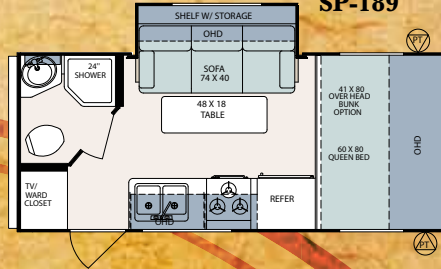 SP-189
SHELF W/ STORAGE
OHD
PT
24"
SHOWER
SOFA
74 X 40
41 X 80
OVER HEAD
BUNK
OPTION
48 X 18
TABLE
OHD
60 X 80
QUEEN BED
TV/
WARD
CLOSET
REFER
OHD
PT